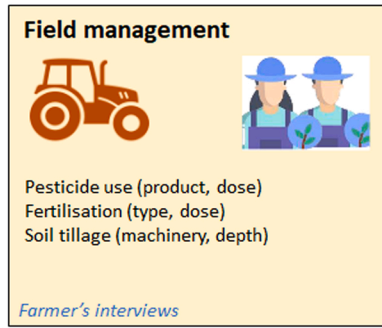 Field management
Pesticide use (product, dose)
Fertilisation (type, dose)
Soil tillage (machinery, depth)
Farmer's interviews